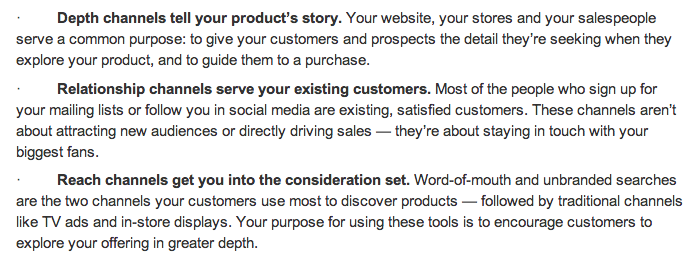 · Depth channels tell your product’s story. Your website, your stores and your salespeople
serve a common purpose: to give your customers and prospects the detail they’re seeking when they
explore your product, and to guide them to a purchase.
· Relationship channels serve your existing customers. Most of the people who sign up for
your mailing lists or follow you in social media are existing, satisfied customers. These channels aren’t
about attracting new audiences or directly driving sales — they’re about staying in touch with your
biggest fans.
· Reach channels get you into the consideration set. Word-of-mouth and unbranded searches
are the two channels your customers use most to discover products — followed by traditional channels
like TV ads and in-store displays. Your purpose for using these tools is to encourage customers to
explore your offering in greater depth.